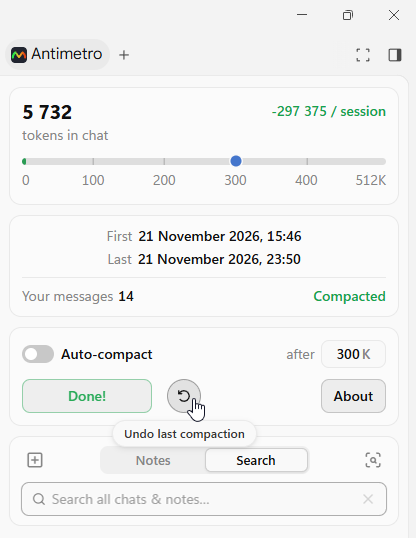 Antimetro
5 732
-297 375 / session
tokens in chat
0 100 200 300 400 512K
First 21 November 2026, 15:46
Last 21 November 2026, 23:50
Your messages 14
Compacted
Auto-compact
after 300 K
Done!
About
Undo last compaction
Notes Search
Search all chats & notes...